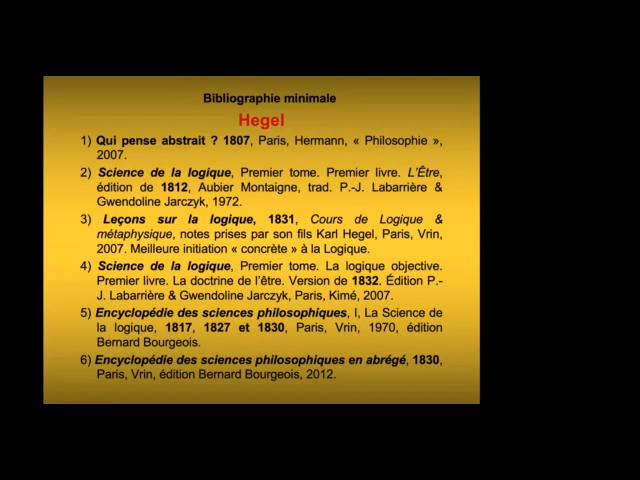 Bibliographie minimale
Hegel
1) Qui pense abstrait ? 1807, Paris, Hermann, « Philosophie »,
2007.
2) Science de la logique, Premier tome. Premier livre. L'Être,
édition de 1812, Aubier Montaigne, trad. P.-J. Labarrière &
Gwendoline Jarczyk, 1972.
3) Leçons sur la logique, 1831, Cours de Logique &
métaphysique, notes prises par son fils Karl Hegel, Paris, Vrin,
2007. Meilleure initiation « concrète » à la Logique.
4) Science de la logique, Premier tome. La logique objective.
Premier livre. La doctrine de l'être. Version de 1832. Édition P.-
J. Labarrière & Gwendoline Jarczyk, Paris, Kimé, 2007.
5) Encyclopédie des sciences philosophiques, I, La Science de
la logique, 1817, 1827 et 1830, Paris, Vrin, 1970, édition
Bernard Bourgeois.
6) Encyclopédie des sciences philosophiques en abrégé, 1830,
Paris, Vrin, édition Bernard Bourgeois, 2012.